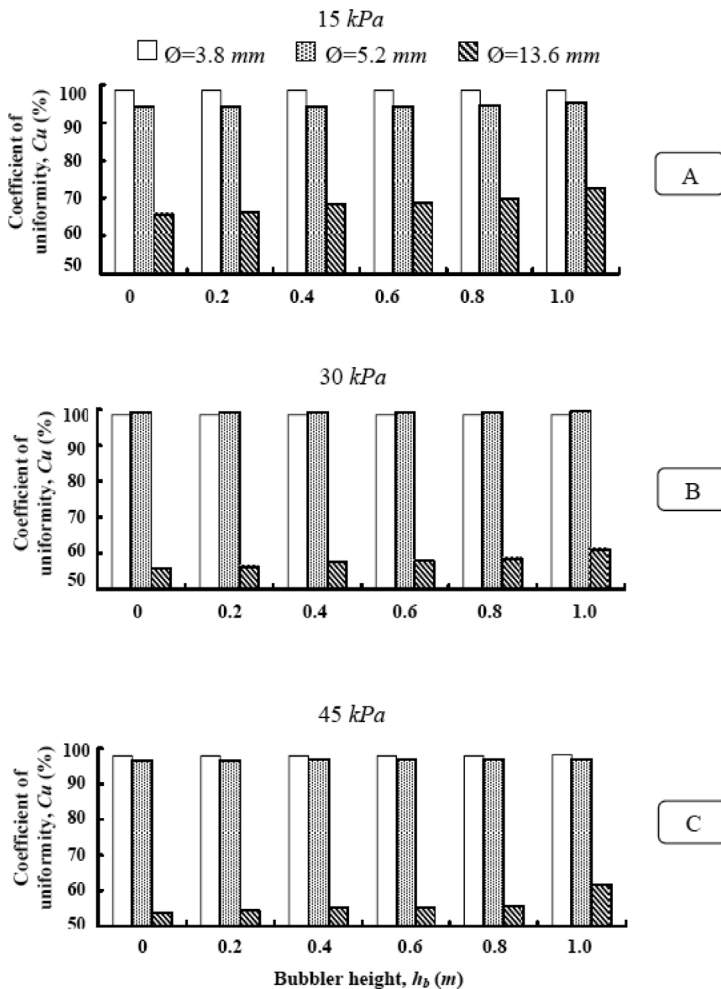 15 kPa
Ø=3.8 mm Ø=5.2 mm Ø=13.6 mm
Coefficient of
uniformity, Cu (%)
100
90
80
70
60
50
0 0.2 0.4 0.6 0.8 1.0
A
30 kPa
Coefficient of
uniformity, Cu (%)
100
90
80
70
60
50
0 0.2 0.4 0.6 0.8 1.0
B
45 kPa
Coefficient of
uniformity, Cu (%)
100
90
80
70
60
50
0 0.2 0.4 0.6 0.8 1.0
C
Bubbler height, hb (m)